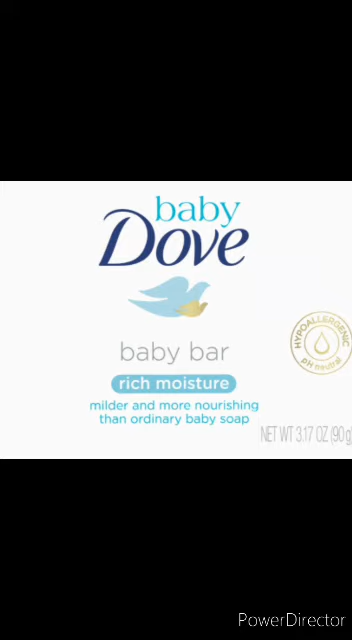 baby
Dove
baby bar
rich moisture
milder and more nourishing
than ordinary baby soap
HYPOALLERGENIC
pH neutral
NET WT 3.17 OZ (90g)
PowerDirector